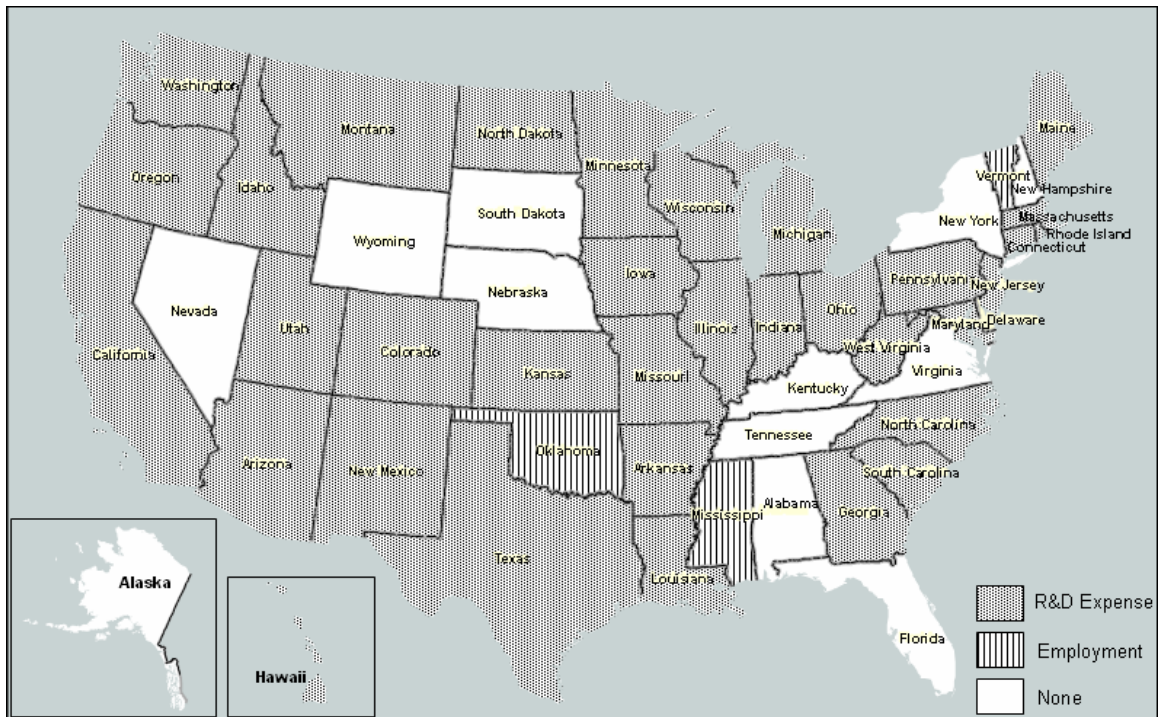 Washington
Montana
North Dakota
Minnesota
Maine
Oregon
Idaho
Wisconsin
Michigan
Vermont
New Hampshire
South Dakota
Wyoming
New York
Massachusetts
Rhode Island
Connecticut
Iowa
Nebraska
Pennsylvania
New Jersey
Nevada
Utah
Illinois
Indiana
Ohio
Maryland
Delaware
California
Colorado
West Virginia
Kansas
Missouri
Kentucky
Virginia
Tennessee
North Carolina
Oklahoma
Arizona
New Mexico
Arkansas
South Carolina
Alabama
Mississippi
Georgia
Texas
Louisiana
Alaska
Hawaii
Florida
R&D Expense
Employment
None